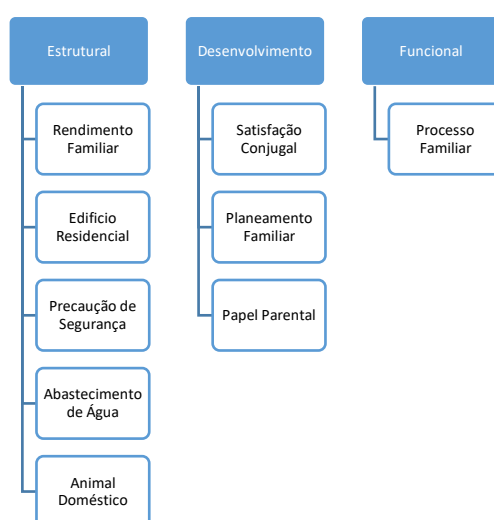 Estrutural
Rendimento
Familiar
Edificio
Residencial
Precaução de
Segurança
Abastecimento
de Água
Animal
Doméstico
Desenvolvimento
Satisfação
Conjugal
Planeamento
Familiar
Papel Parental
Funcional
Processo
Familiar